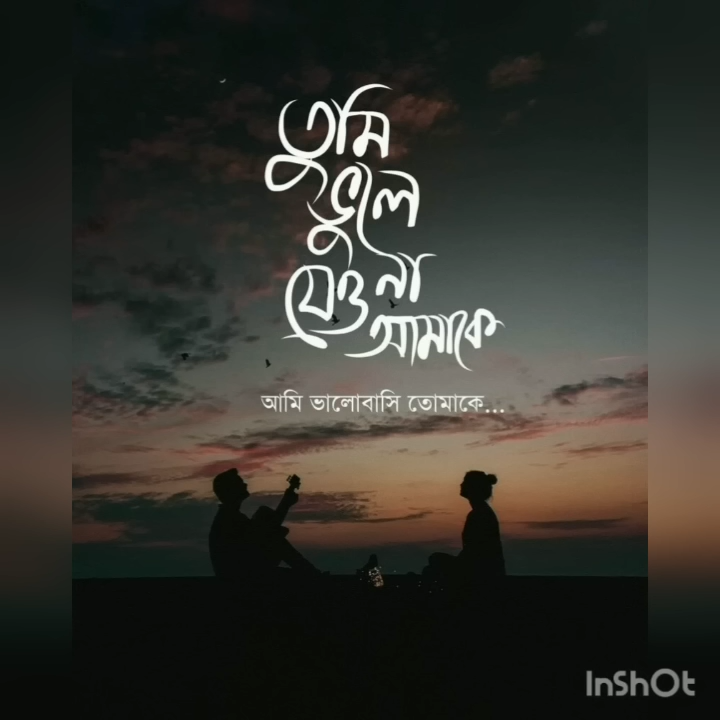 তুমি
ভুলে
যেও না
আমাকে
আমি ভালোবাসি তোমাকে...
InShOt